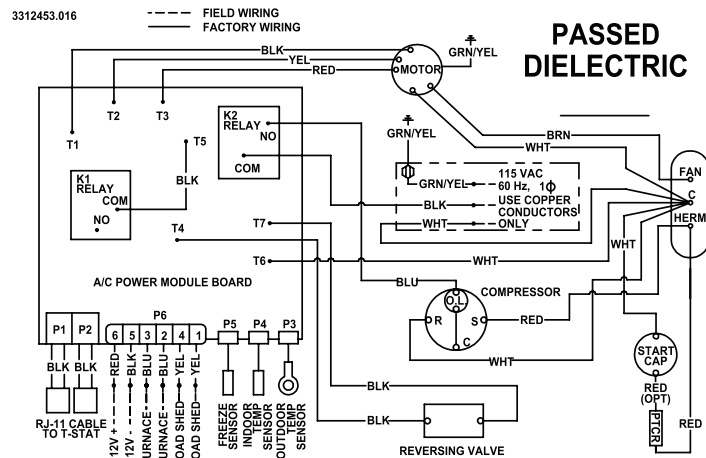 3312453.016
FIELD WIRING
FACTORY WIRING
PASSED
DIELECTRIC
BLK
YEL
RED
MOTOR
GRN/YEL
T1
T2
T3
T5
K2
RELAY
NO
COM
BLK
K1
RELAY
COM
NO
T4
T7
T6
GRN/YEL
BRN
WHT
115 VAC
60 Hz, 1ϕ
GRN/YEL
USE COPPER
CONDUCTORS
ONLY
BLK
WHT
FAN
C
HERM
WHT
WHT
A/C POWER MODULE BOARD
BLU
COMPRESSOR
O.L.
R
S
C
RED
WHT
START
CAP
RED
(OPT)
PTCR
RED
P1
P2
P6
6
5
3
2
4
1
P5
P4
P3
BLK
BLK
RED
BLK
BLU
BLU
YEL
YEL
RJ-11 CABLE
TO T-STAT
12V +
12V -
URNACE
URNACE
OAD SHED
OAD SHED
FREEZE
SENSOR
INDOOR
TEMP
SENSOR
OUTDOOR
TEMP
SENSOR
BLK
BLK
REVERSING VALVE